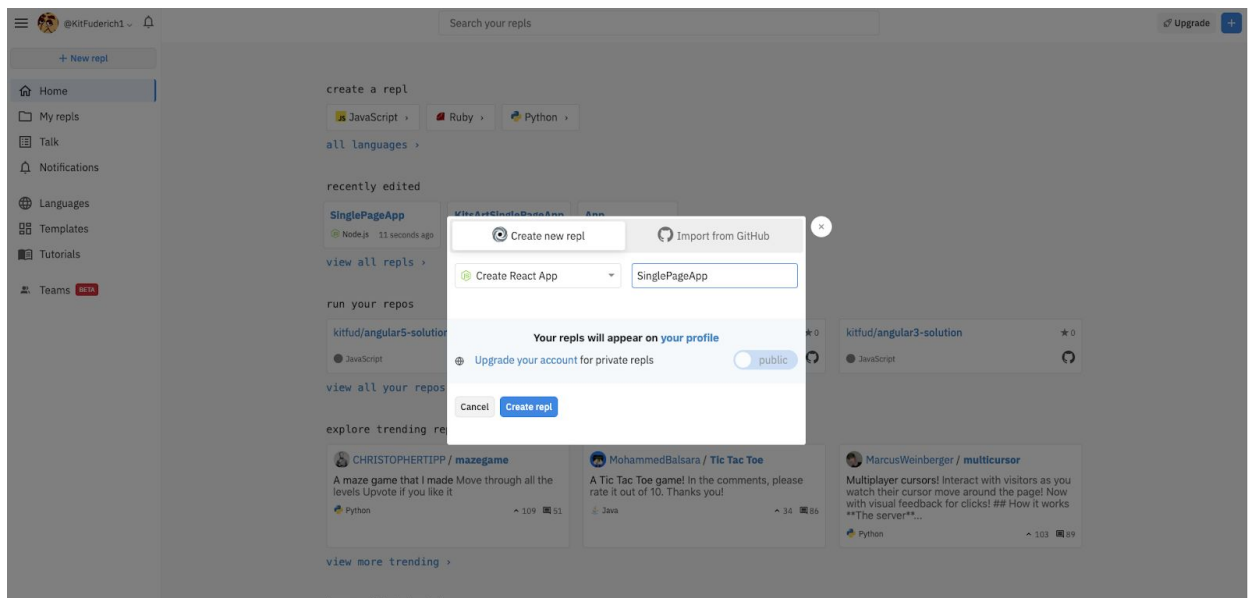 @KitFuderich1
Search your repls
Upgrade
+
+ New repl
Home
My repls
Talk
Notifications
Languages
Templates
Tutorials
Teams BETA
create a repl
JS JavaScript ›
Ruby ›
Python ›
all languages ›
recently edited
SinglePageApp
KitsArtSinglePageApp
App
Node.js 11 seconds ago
view all repls ›
Create new repl
Import from GitHub
×
Create React App
SinglePageApp
Your repls will appear on your profile
Upgrade your account for private repls
public
Cancel
Create repl
run your repos
kitfud/angular5-solution
JavaScript
0
kitfud/angular3-solution
0
JavaScript
view all your repos
explore trending re
CHRISTOPHERTIPP / mazegame
A maze game that I made Move through all the
levels Upvote if you like it
Python
109 51
MohammedBalsara / Tic Tac Toe
A Tic Tac Toe game! In the comments, please
rate it out of 10. Thanks you!
Java
34 86
MarcusWeinberger / multicursor
Multiplayer cursors! Interact with visitors as you
watch their cursor move around the page! Now
with visual feedback for clicks! ## How it works
**The server**...
Python
103 89
view more trending ›